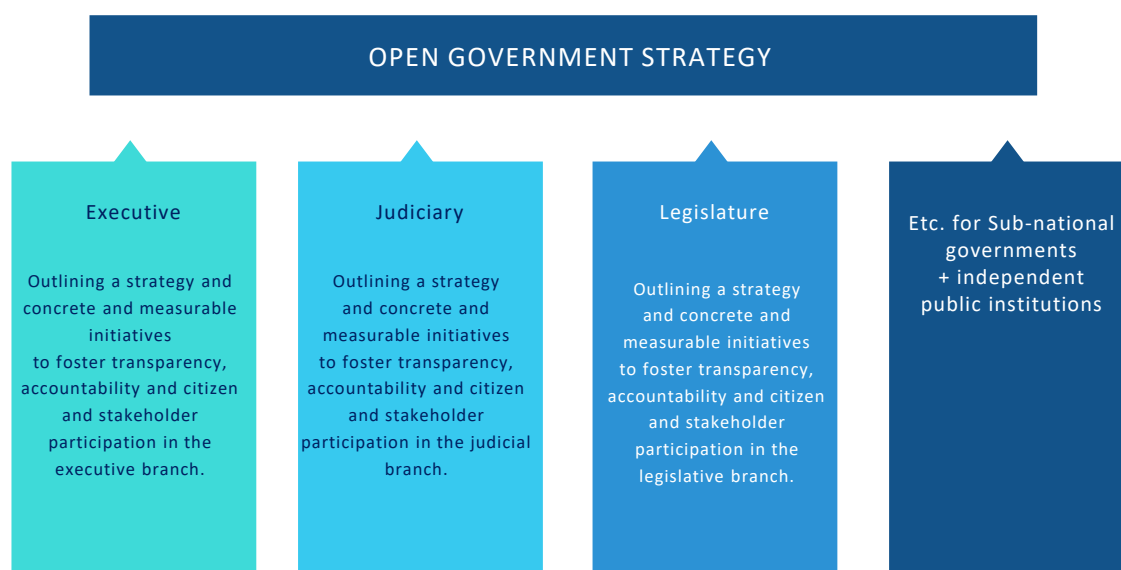 OPEN GOVERNMENT STRATEGY
Executive
Outlining a strategy and
concrete and measurable
initiatives
to foster transparency,
accountability and citizen
and stakeholder
participation in the
executive branch.
Judiciary
Outlining a strategy
and concrete and
measurable initiatives
to foster transparency,
accountability and citizen
and stakeholder
participation in the judicial
branch.
Legislature
Outlining a strategy
and concrete and
measurable initiatives
to foster transparency,
accountability and citizen
and stakeholder
participation in the
legislative branch.
Etc. for Sub-national
governments
+ independent
public institutions